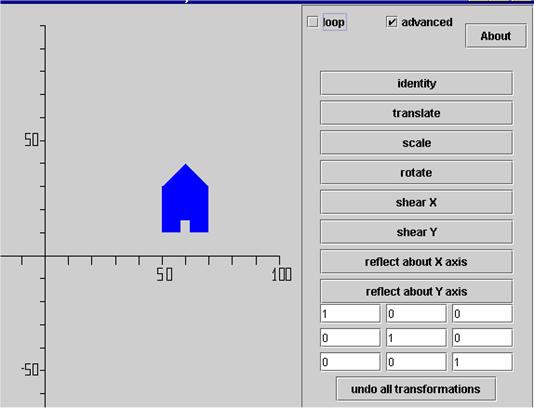 loop advanced
About
identity
translate
scale
rotate
shear X
shear Y
reflect about X axis
reflect about Y axis
1 0 0
0 1 0
0 0 1
undo all transformations
50
50 100
-50